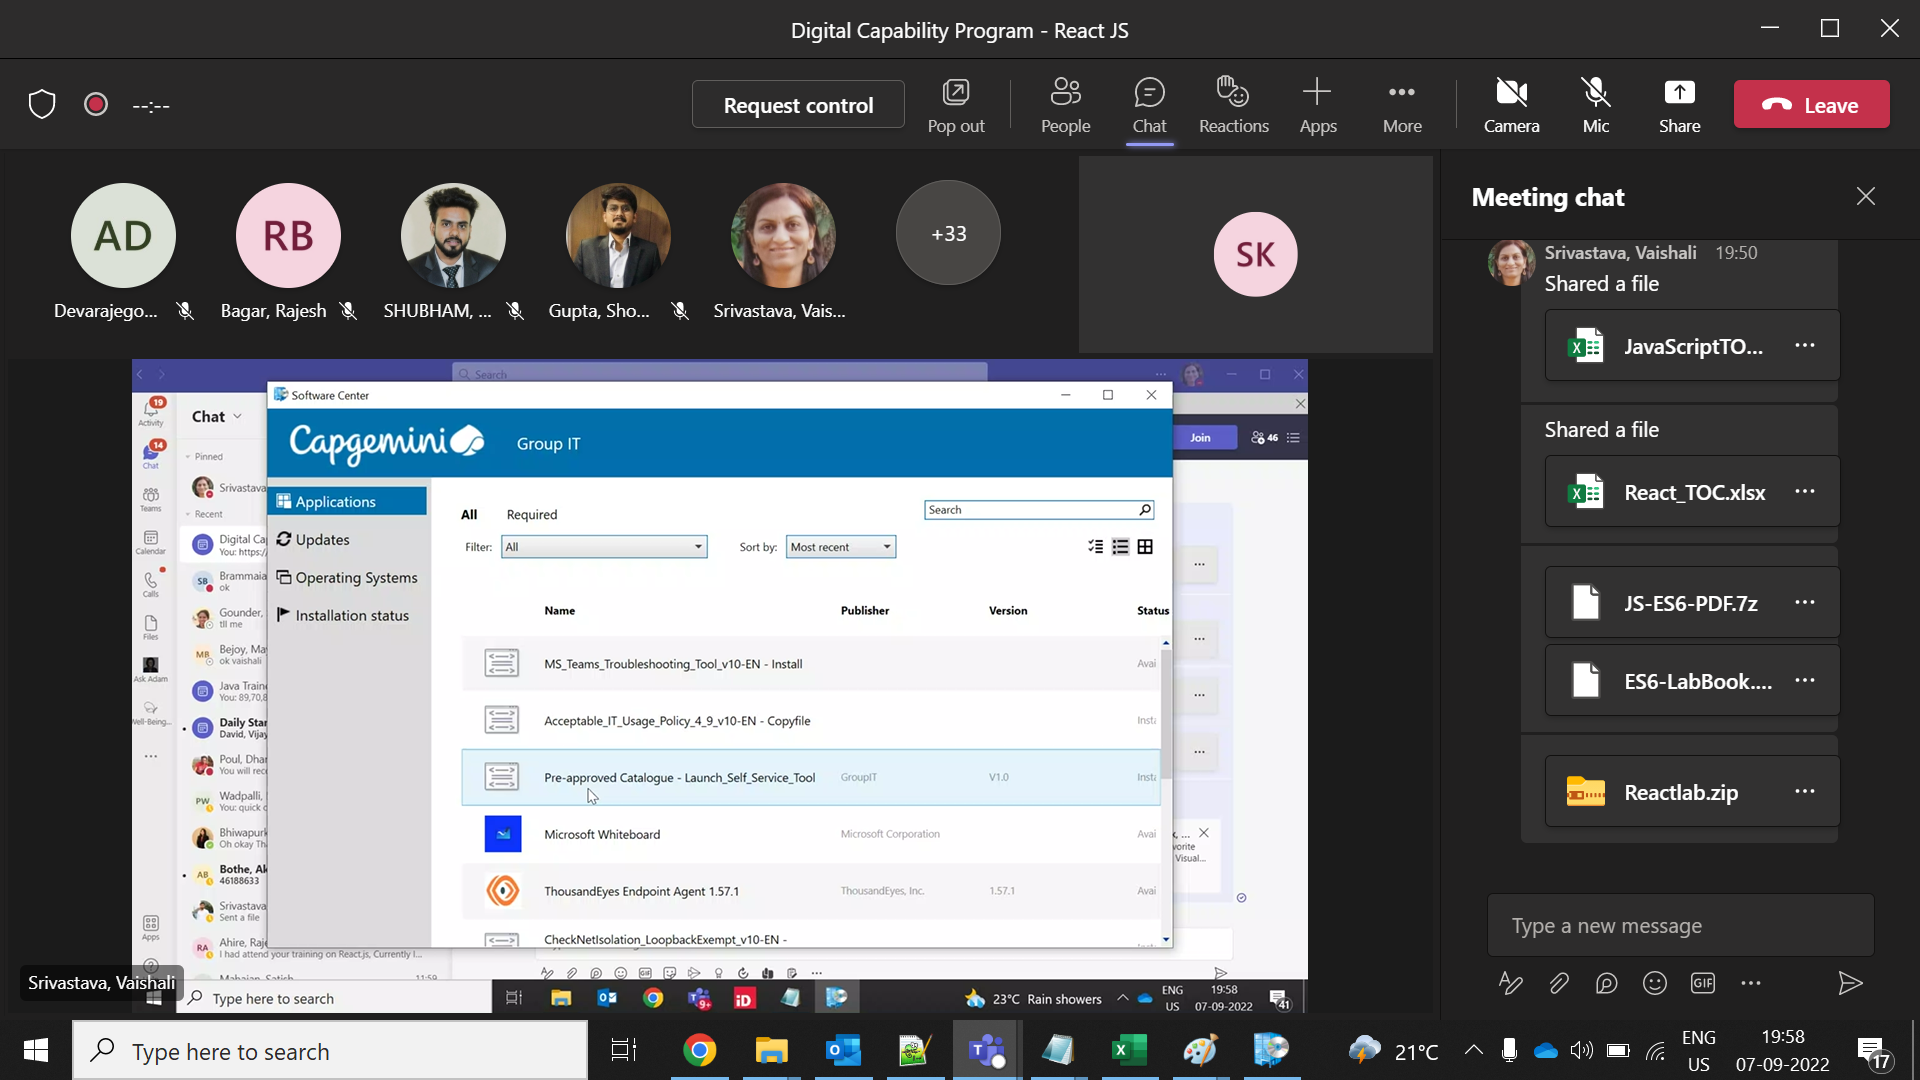 Digital Capability Program - React JS
--:--
Request control
Pop out
People
Chat
Reactions
Apps
More
Camera
Mic
Share
Leave
AD
RB
+33
SK
Devarajego...
Bagar, Rajesh
SHUBHAM, ...
Gupta, Sho...
Srivastava, Vais...
Meeting chat
Srivastava, Vaishali 19:50
Shared a file
JavaScriptTO...
Shared a file
React_TOC.xlsx
JS-ES6-PDF.7z
ES6-LabBook....
Reactlab.zip
Type a new message
GIF
Search
19
Activity
14
Chat
Teams
Calendar
Calls
Files
Ask Adam
Well-Being...
Apps
Chat
Pinned
Srivastava
Recent
Digital Ca
You: https:/
SB
Brammaia
ok
Gounder,
tll me
MB
Bejoy, Ma
ok vaishali
Java Traine
You: 89,70,8
Daily Star
David, Vijay
Poul, Dhar
You will rec
PW
Wadpalli,
You: quick c
Bhiwapurk
Oh okay Th
AB
Bothe, Ak
46188633
Srivastava
Sent a file
RA
Ahire, Raje
I had attend your training on React.js, Currently I...
Mahajan, Satish
11:59
Join
46
Software Center
Capgemini
Group IT
Applications
Updates
Operating Systems
Installation status
All
Required
Search
Filter:
All
Sort by:
Most recent
Name
Publisher
Version
Status
MS_Teams_Troubleshooting_Tool_v10-EN - Install
Avai
Acceptable_IT_Usage_Policy_4_9_v10-EN - Copyfile
Insta
Pre-approved Catalogue - Launch_Self_Service_Tool
GroupIT
V1.0
Insta
Microsoft Whiteboard
Microsoft Corporation
Avai
ThousandEyes Endpoint Agent 1.57.1
ThousandEyes, Inc.
1.57.1
Avai
CheckNetIsolation_LoopbackExempt_v10-EN -
vorite
Visual...
Srivastava, Vaishali
Type here to search
23°C Rain showers
ENG
US
19:58
07-09-2022
41
Type here to search
21°C
ENG
US
19:58
07-09-2022
17